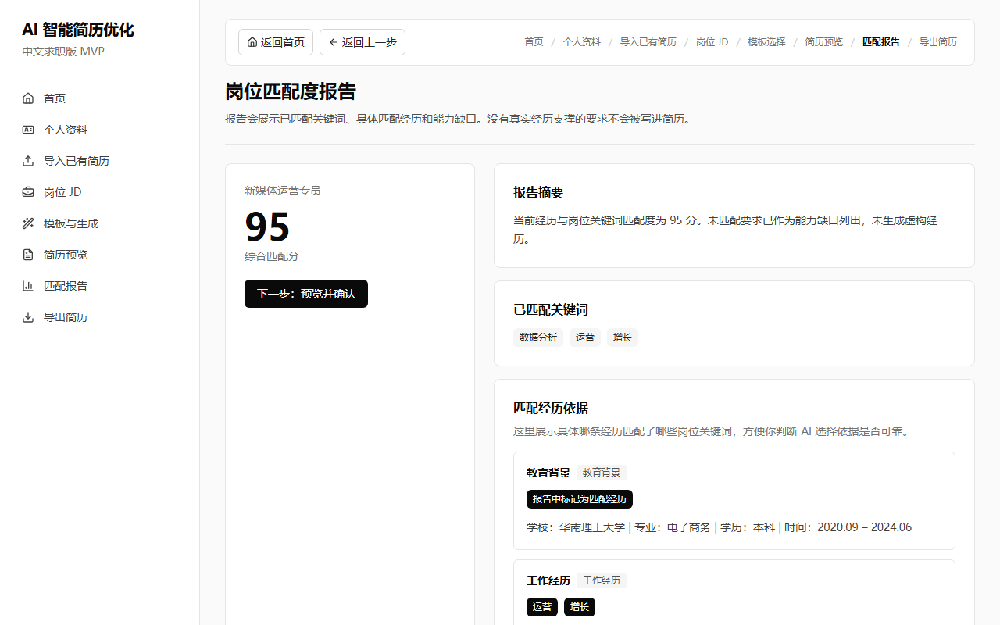 AI 智能简历优化
中文求职版 MVP
首页
个人资料
导入已有简历
岗位 JD
模板与生成
简历预览
匹配报告
导出简历
返回首页
返回上一步
首页 / 个人资料 / 导入已有简历 / 岗位 JD / 模板选择 / 简历预览 / 匹配报告 / 导出简历
岗位匹配度报告
报告会展示已匹配关键词、具体匹配经历和能力缺口。没有真实经历支撑的要求不会被写进简历。
新媒体运营专员
95
综合匹配分
下一步：预览并确认
报告摘要
当前经历与岗位关键词匹配度为 95 分。未匹配要求已作为能力缺口列出，未生成虚构经
历。
已匹配关键词
数据分析 运营 增长
匹配经历依据
这里展示具体哪条经历匹配了哪些岗位关键词，方便你判断 AI 选择依据是否可靠。
教育背景 教育背景
报告中标记为匹配经历
学校：华南理工大学 | 专业：电子商务 | 学历：本科 | 时间：2020.09 – 2024.06
工作经历 工作经历
运营 增长